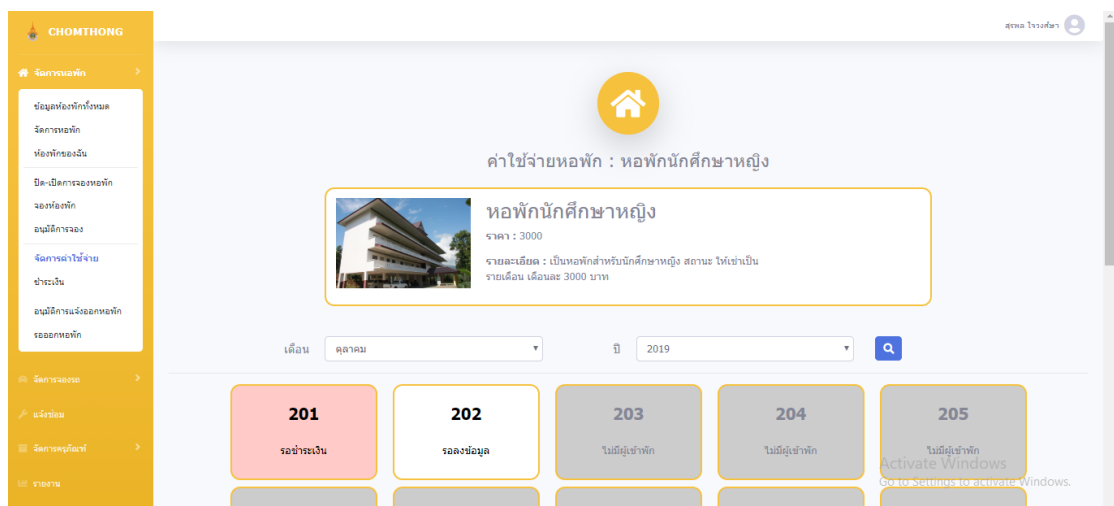 CHOMTHONG
สุรพล ใจวงศ์ษา
จัดการหอพัก
ข้อมูลห้องพักทั้งหมด
จัดการหอพัก
ห้องพักของฉัน
ปิด-เปิดการจองหอพัก
จองห้องพัก
อนุมัติการจอง
จัดการค่าใช้จ่าย
ชำระเงิน
อนุมัติการแจ้งออกหอพัก
รอออกหอพัก
จัดการจองรถ
แจ้งซ่อม
จัดการครุภัณฑ์
รายงาน
ค่าใช้จ่ายหอพัก : หอพักนักศึกษาหญิง
หอพักนักศึกษาหญิง
ราคา : 3000
รายละเอียด : เป็นหอพักสำหรับนักศึกษาหญิง สถานะ ให้เช่าเป็น
รายเดือน เดือนละ 3000 บาท
เดือน ตุลาคม ปี 2019
201 202 203 204 205
รอชำระเงิน รอลงข้อมูล ไม่มีผู้เข้าพัก ไม่มีผู้เข้าพัก ไม่มีผู้เข้าพัก
Activate Windows
Go to Settings to activate Windows.